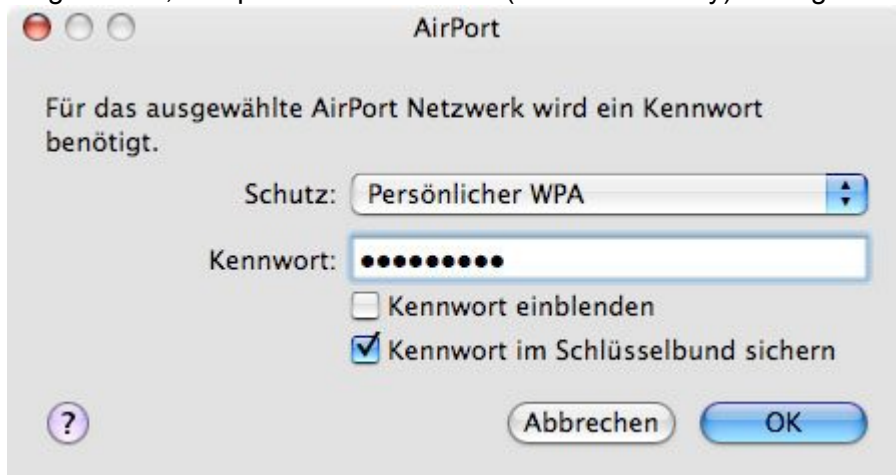 AirPort
Für das ausgewählte AirPort Netzwerk wird ein Kennwort
benötigt.
Schutz: Persönlicher WPA
Kennwort: •••••••••
Kennwort einblenden
Kennwort im Schlüsselbund sichern
? Abbrechen OK